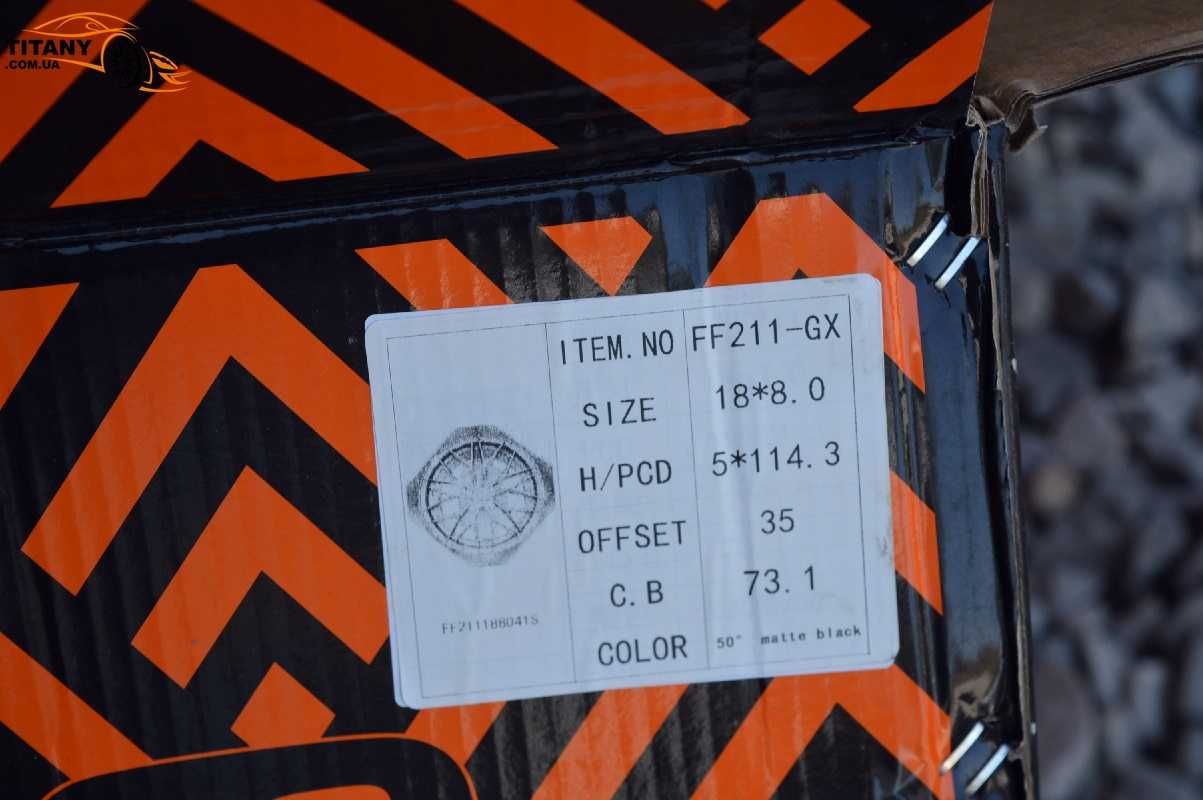 TITANY
.COM.UA
ITEM.NO FF211-GX
SIZE 18*8.0
H/PCD 5*114.3
OFFSET 35
C.B 73.1
FF211188041S
COLOR 50° matte black